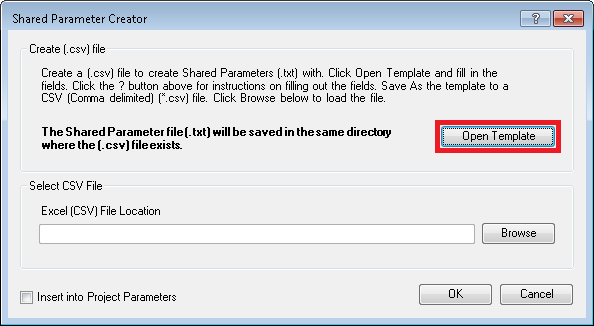 Shared Parameter Creator
?
Create (.csv) file
Create a (.csv) file to create Shared Parameters (.txt) with. Click Open Template and fill in the
fields. Click the ? button above for instructions on filling out the fields. Save As the template to a
CSV (Comma delimited) (*.csv) file. Click Browse below to load the file.
The Shared Parameter file (.txt) will be saved in the same directory
where the (.csv) file exists.
Open Template
Select CSV File
Excel (CSV) File Location
Browse
Insert into Project Parameters
OK
Cancel